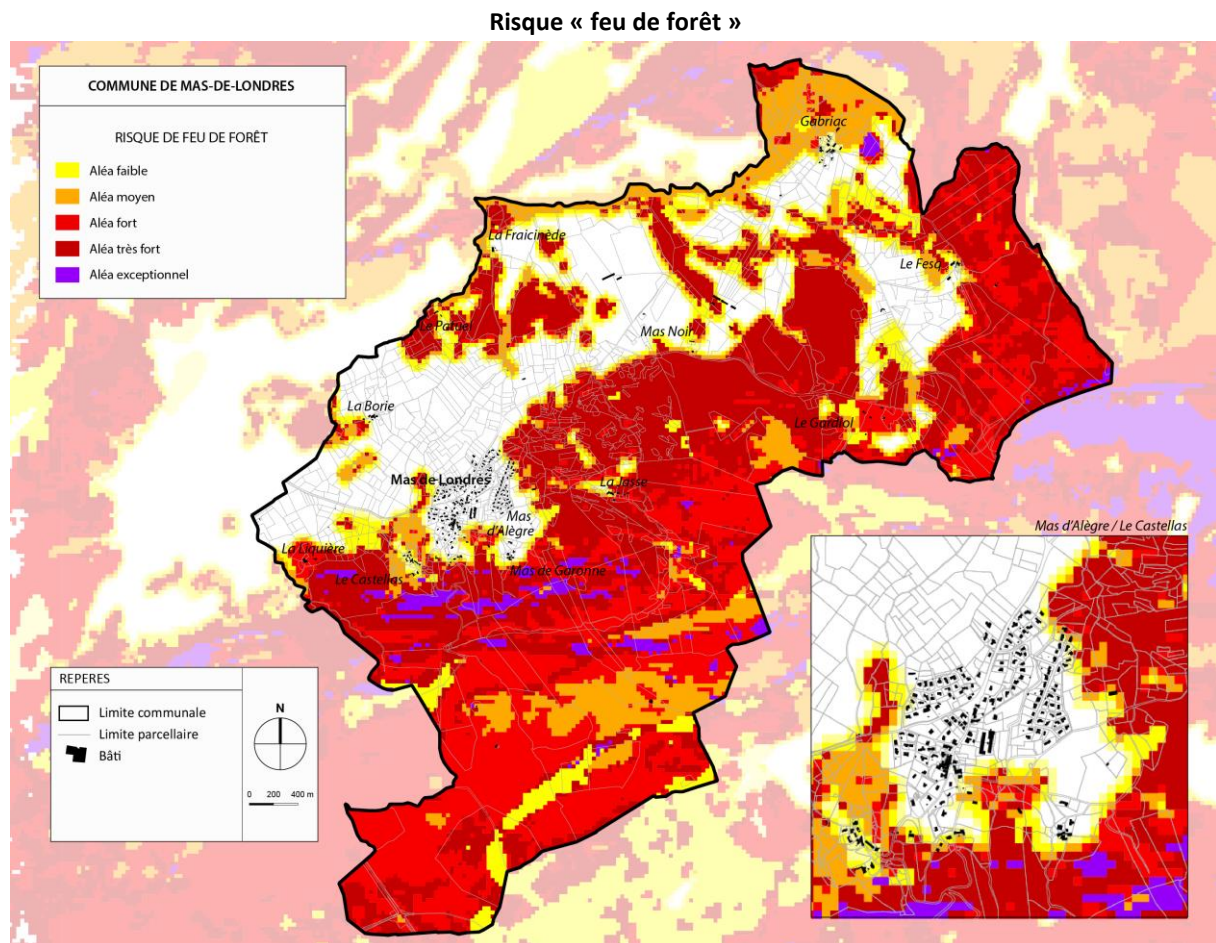 Risque « feu de forêt »
COMMUNE DE MAS-DE-LONDRES
RISQUE DE FEU DE FORÊT
Aléa faible
Aléa moyen
Aléa fort
Aléa très fort
Aléa exceptionnel
Gabriac
La Fraicinède
Le Fesq
Le Patuel
Mas Noir
La Borie
Le Gardiol
Mas de Londres
La Jasse
Mas
d'Alègre
Mas d'Alègre / Le Castellas
La Liquière
Le Castellas
Mas de Garonne
REPERES
Limite communale
Limite parcellaire
Bâti
N
0 200 400 m